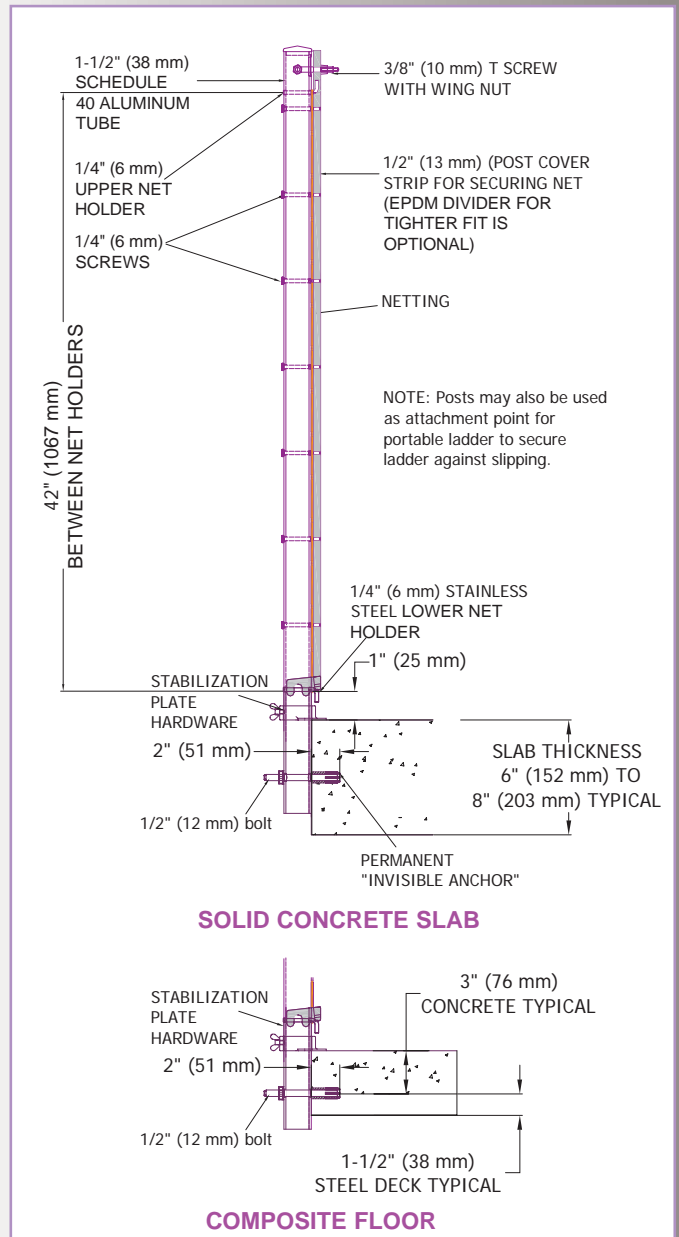 1-1/2" (38 mm)
SCHEDULE
40 ALUMINUM
TUBE
3/8" (10 mm) T SCREW
WITH WING NUT
1/4" (6 mm)
UPPER NET
HOLDER
1/2" (13 mm) (POST COVER
STRIP FOR SECURING NET
(EPDM DIVIDER FOR
TIGHTER FIT IS
OPTIONAL)
1/4" (6 mm)
SCREWS
NETTING
42" (1067 mm)
BETWEEN NET HOLDERS
NOTE: Posts may also be used
as attachment point for
portable ladder to secure
ladder against slipping.
1/4" (6 mm) STAINLESS
STEEL LOWER NET
HOLDER
1" (25 mm)
STABILIZATION
PLATE
HARDWARE
2" (51 mm)
SLAB THICKNESS
6" (152 mm) TO
8" (203 mm) TYPICAL
1/2" (12 mm) bolt
PERMANENT
"INVISIBLE ANCHOR"
SOLID CONCRETE SLAB
3" (76 mm)
CONCRETE TYPICAL
STABILIZATION
PLATE
HARDWARE
2" (51 mm)
1/2" (12 mm) bolt
1-1/2" (38 mm)
STEEL DECK TYPICAL
COMPOSITE FLOOR